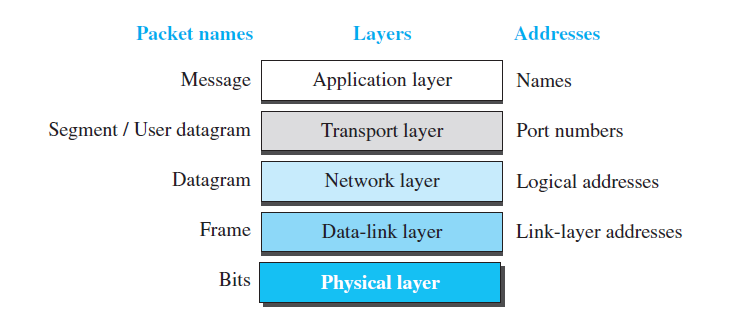 Packet names Layers Addresses
Message Application layer Names
Segment / User datagram Transport layer Port numbers
Datagram Network layer Logical addresses
Frame Data-link layer Link-layer addresses
Bits Physical layer